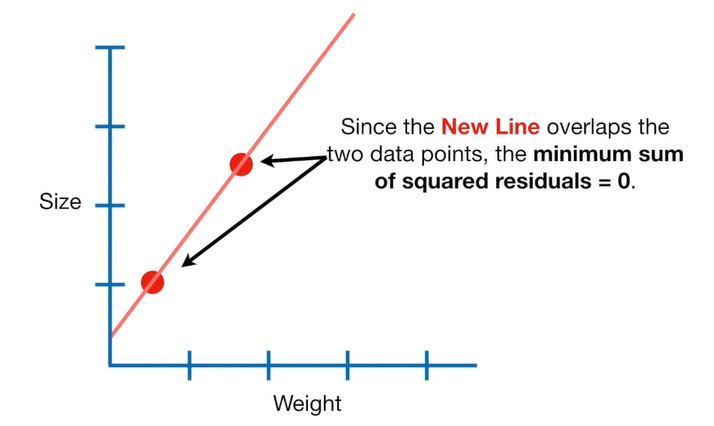 Since the New Line overlaps the
two data points, the minimum sum
of squared residuals = 0.
Size
Weight